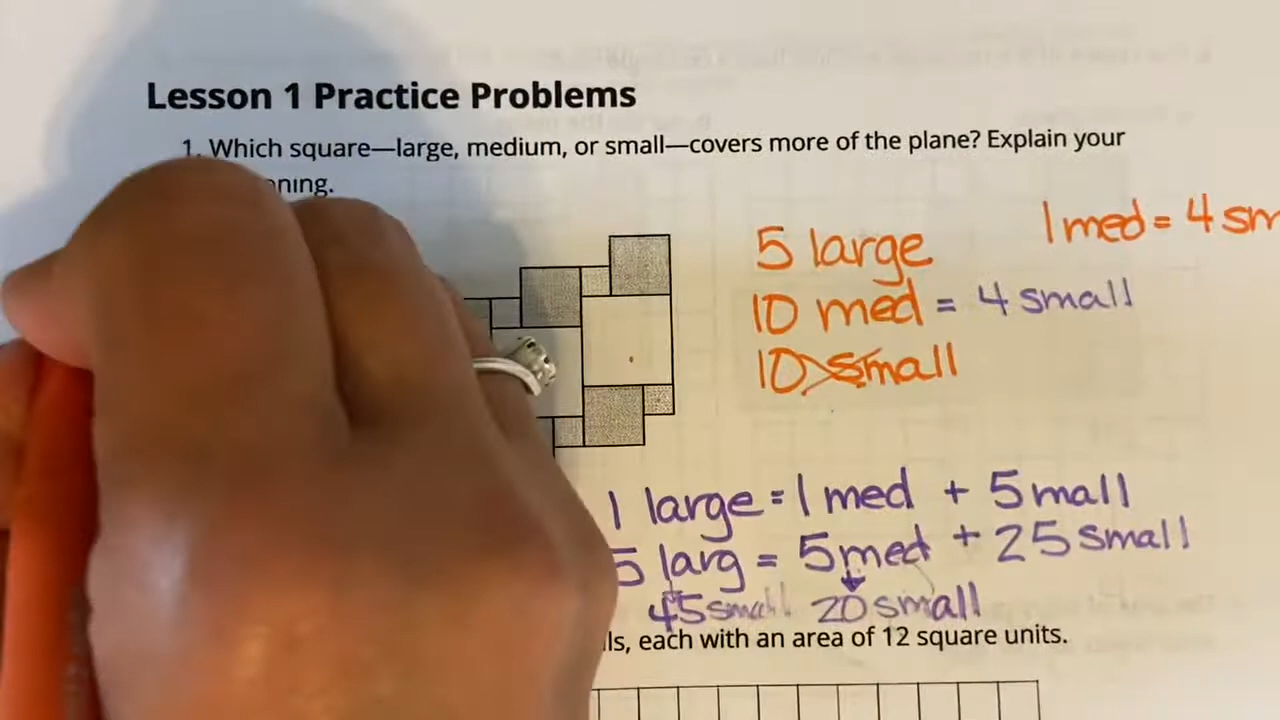 Lesson 1 Practice Problems
1. Which square—large, medium, or small—covers more of the plane? Explain your
ning.
5 large
1 med = 4 sm
10 med = 4 small
10 small
1 large = 1 med + 5 mall
5 larg = 5 med + 25 small
45 small 20 small
ls, each with an area of 12 square units.